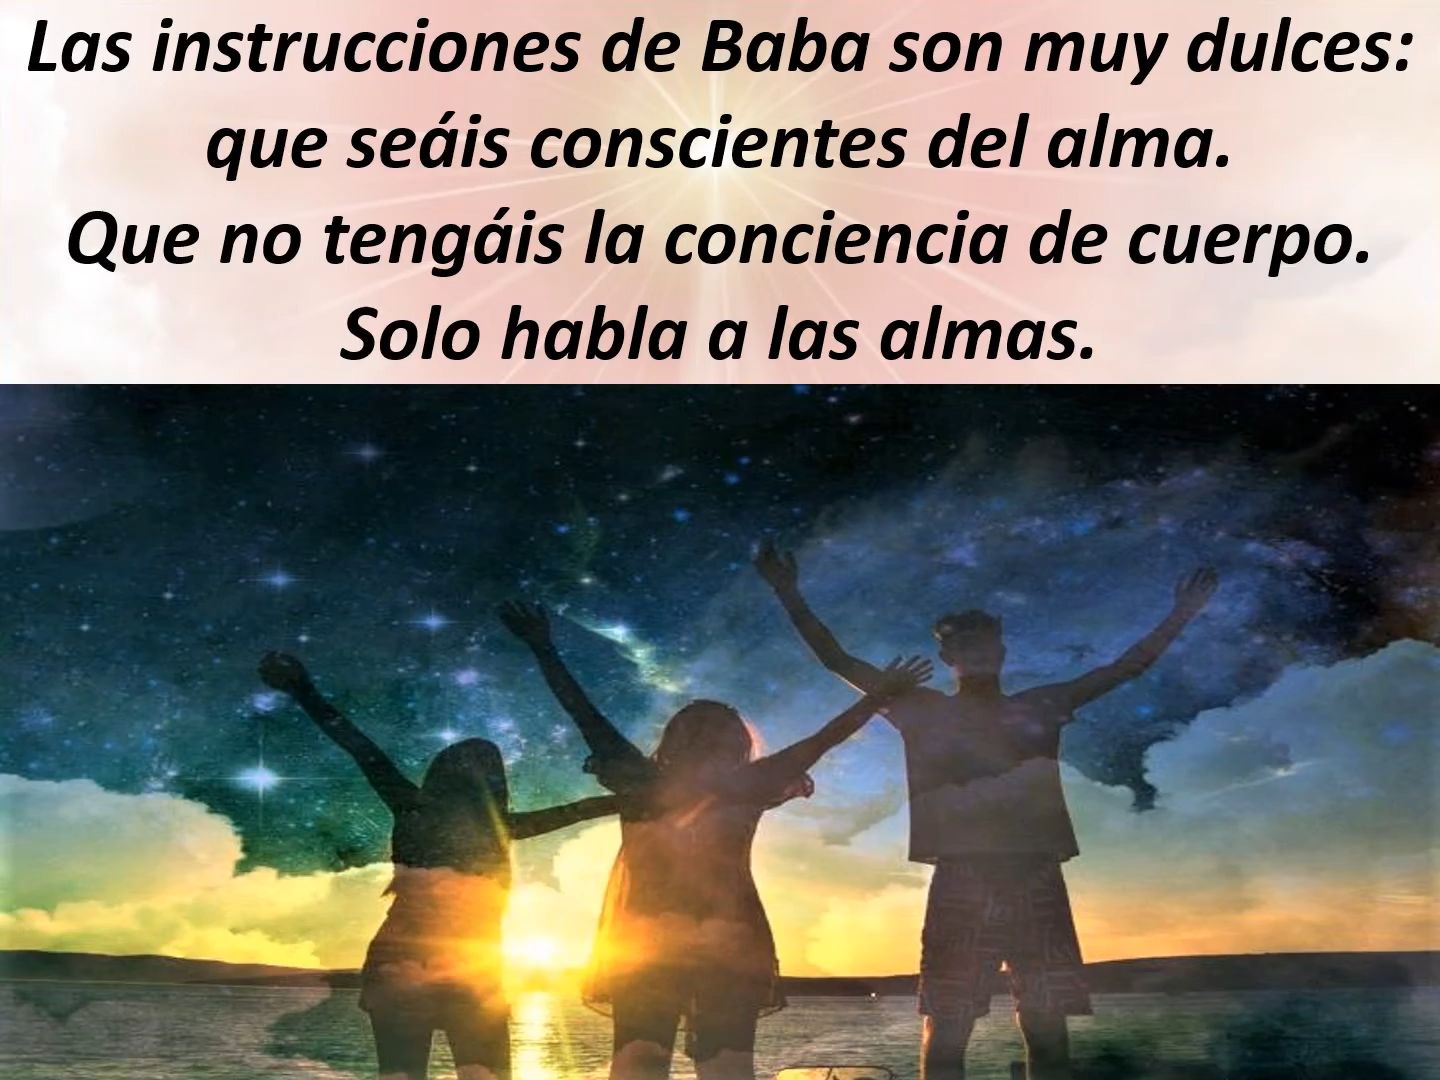 Las instrucciones de Baba son muy dulces:
que seáis conscientes del alma.
Que no tengáis la conciencia de cuerpo.
Solo habla a las almas.